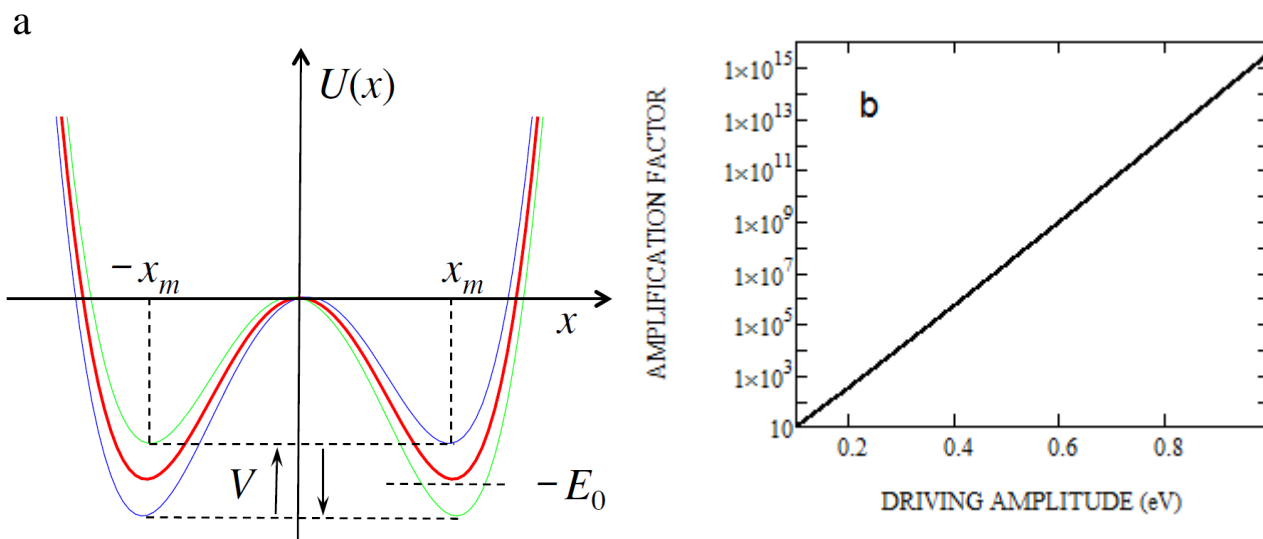 a
U(x)
−x_m
x_m
x
V
−E_0
b
AMPLIFICATION FACTOR
1×10^15
1×10^13
1×10^11
1×10^9
1×10^7
1×10^5
1×10^3
10
0.2 0.4 0.6 0.8
DRIVING AMPLITUDE (eV)